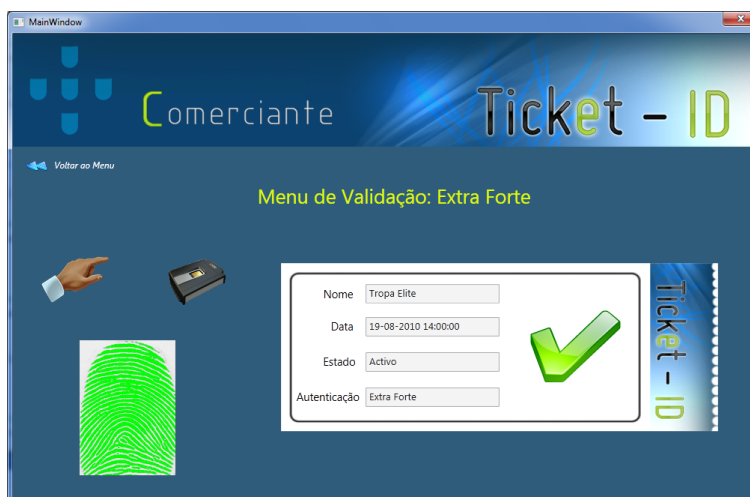 MainWindow
Comerciante
Ticket - ID
Voltar ao Menu
Menu de Validação: Extra Forte
Nome Tropa Elite
Data 19-08-2010 14:00:00
Estado Activo
Autenticação Extra Forte
Ticket - ID